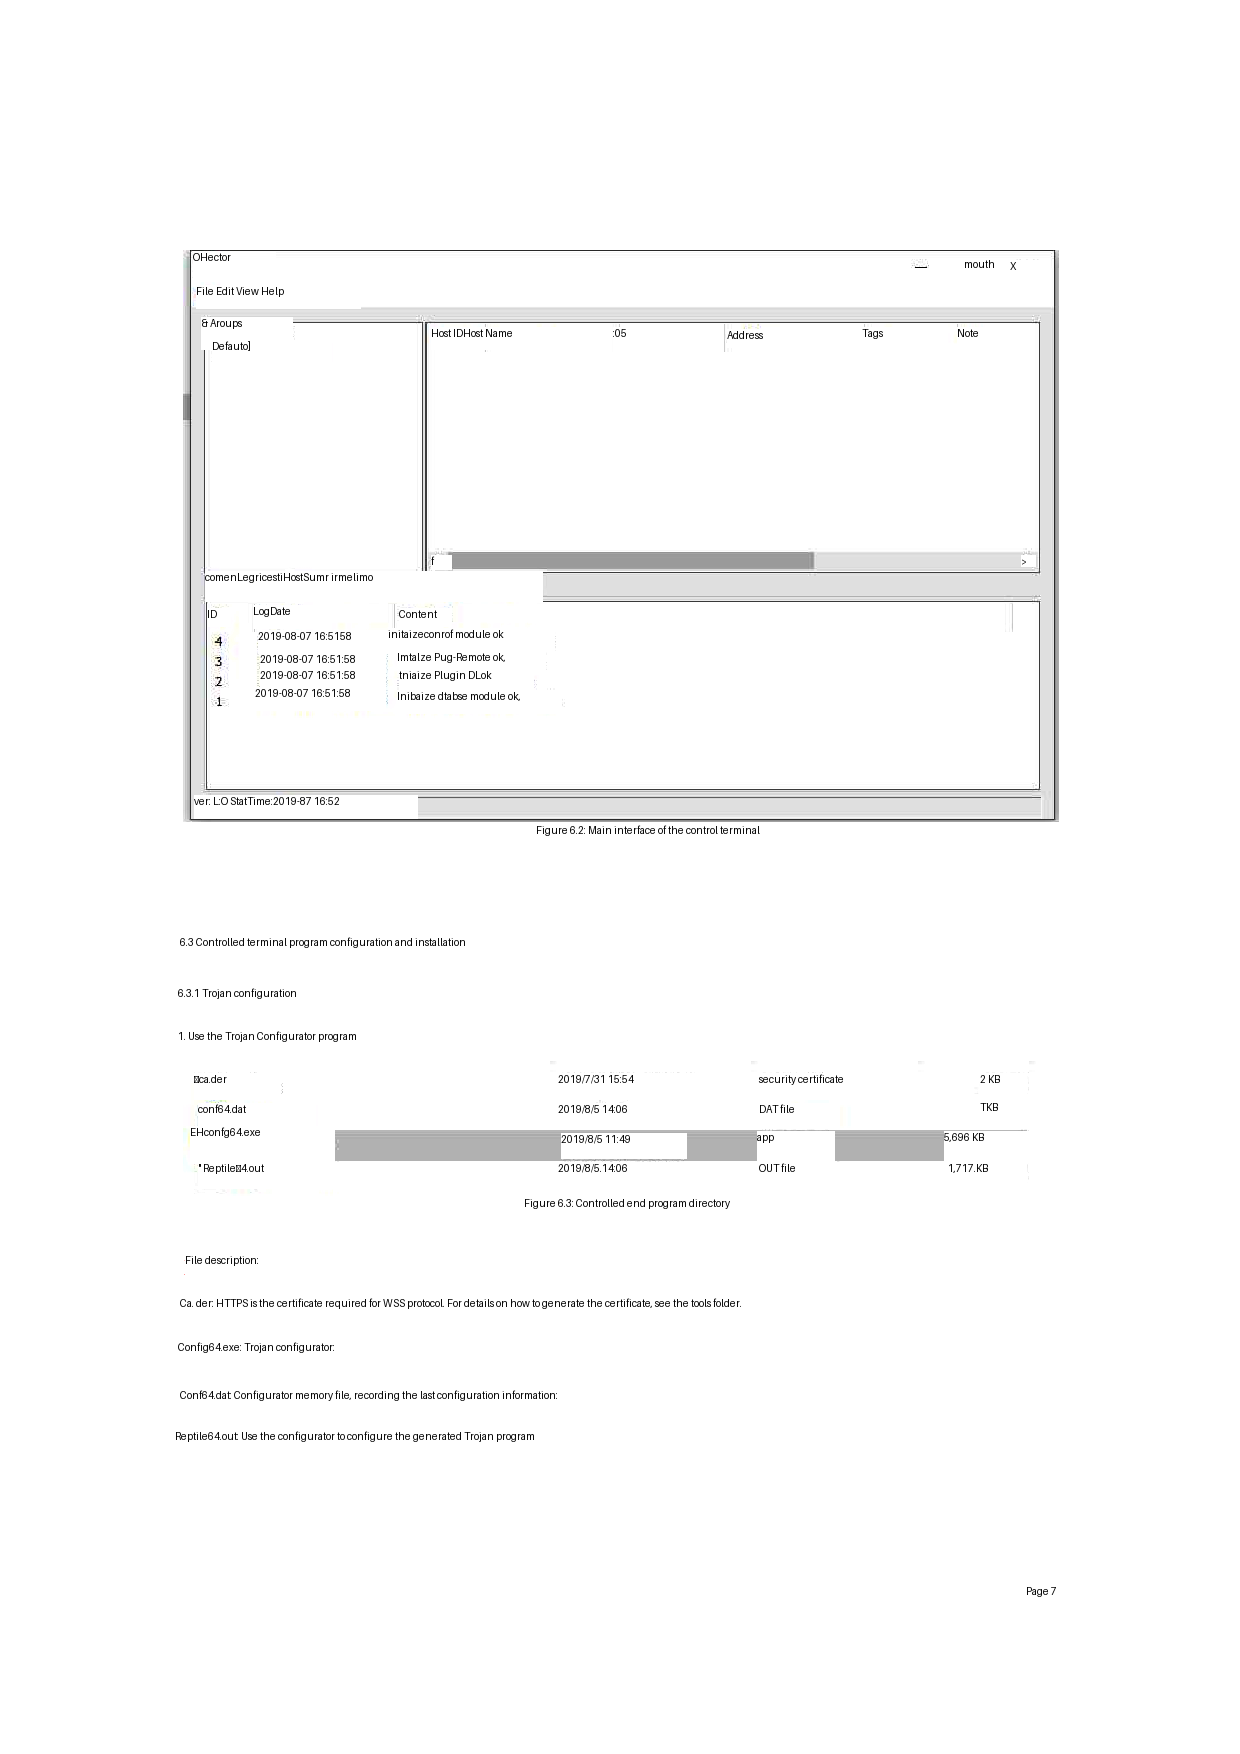 OHector
mouth X
File Edit View Help
& Aroups
Host IDHost Name :05 Address Tags Note
Defauto]
f >
comenLegricestiHostSumr irmelimo
ID LogDate Content
4 2019-08-07 16:5158 initaizeconrof module ok
3 2019-08-07 16:51:58 Imtalze Pug-Remote ok,
2 2019-08-07 16:51:58 tniaize Plugin DLok
1 2019-08-07 16:51:58 Inibaize dtabse module ok,
ver: L:O StatTime:2019-87 16:52
Figure 6.2: Main interface of the control terminal
6.3 Controlled terminal program configuration and installation
6.3.1 Trojan configuration
1. Use the Trojan Configurator program
ca.der 2019/7/31 15:54 security certificate 2 KB
conf64.dat 2019/8/5 14:06 DAT file TKB
EHconfg64.exe 2019/8/5 11:49 app 5,696 KB
" Reptile4.out 2019/8/5.14:06 OUT file 1,717.KB
Figure 6.3: Controlled end program directory
File description:
Ca. der: HTTPS is the certificate required for WSS protocol. For details on how to generate the certificate, see the tools folder.
Config64.exe: Trojan configurator:
Conf64.dat: Configurator memory file, recording the last configuration information:
Reptile64.out: Use the configurator to configure the generated Trojan program
Page 7